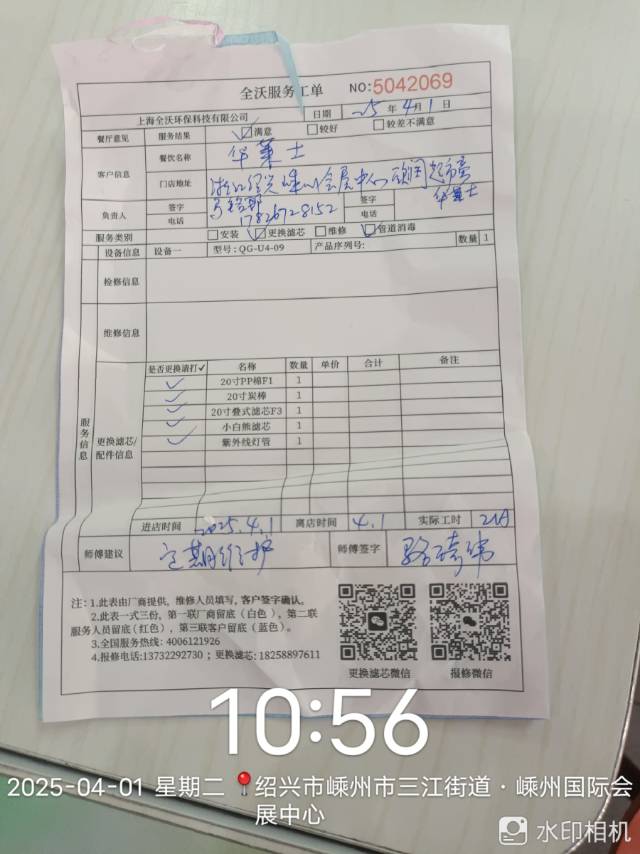 全沃服务工单
NO:5042069
上海全沃环保科技有限公司 日期 25 年 4 月 1 日
餐厅意见 服务结果 满意 较好 较差不满意
客户信息 餐饮名称 华莱士
门店地址 浙江绍兴嵊州会展中心
华莱士
负责人 签字 签字
电话 17826728152 电话
服务类别 安装 更换滤芯 维修 管道消毒
设备信息 设备一 型号:QG-U4-09 产品序列号: 数量 1
检修信息
维修信息
服务信息
更换滤芯/配件信息
是否更换请打✓ 名称 数量 单价 合计 备注
✓ 20寸PP棉F1 1
✓ 20寸炭棒 1
✓ 20寸叠式滤芯F3 1
✓ 小白熊滤芯 1
✓ 紫外线灯管 1
进店时间 2025.4.1 离店时间 4.1 实际工时
师傅建议 定期维护 师傅签字 骆琦伟
注: 1.此表由厂商提供, 维修人员填写, 客户签字确认。
2.此表一式三份, 第一联厂商留底(白色), 第二联
服务人员留底(红色), 第三联客户留底(蓝色)。
3.全国服务热线: 4006121926
4.报修电话:13732292730 ; 更换滤芯:18258897611
更换滤芯微信 报修微信
10:56
2025-04-01 星期二 绍兴市嵊州市三江街道·嵊州国际会
展中心
水印相机